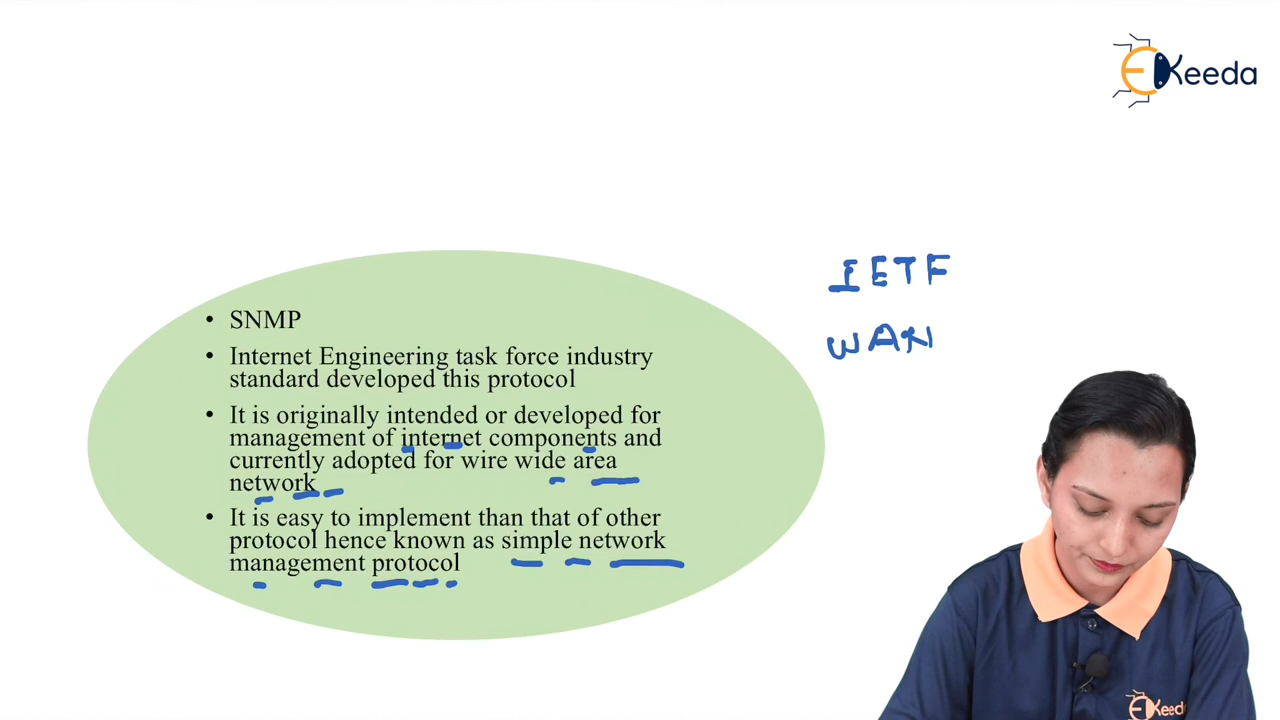 EKeeda
• SNMP
• Internet Engineering task force industry
standard developed this protocol
• It is originally intended or developed for
management of internet components and
currently adopted for wire wide area
network
• It is easy to implement than that of other
protocol hence known as simple network
management protocol
IETF
WAN
EKeeda